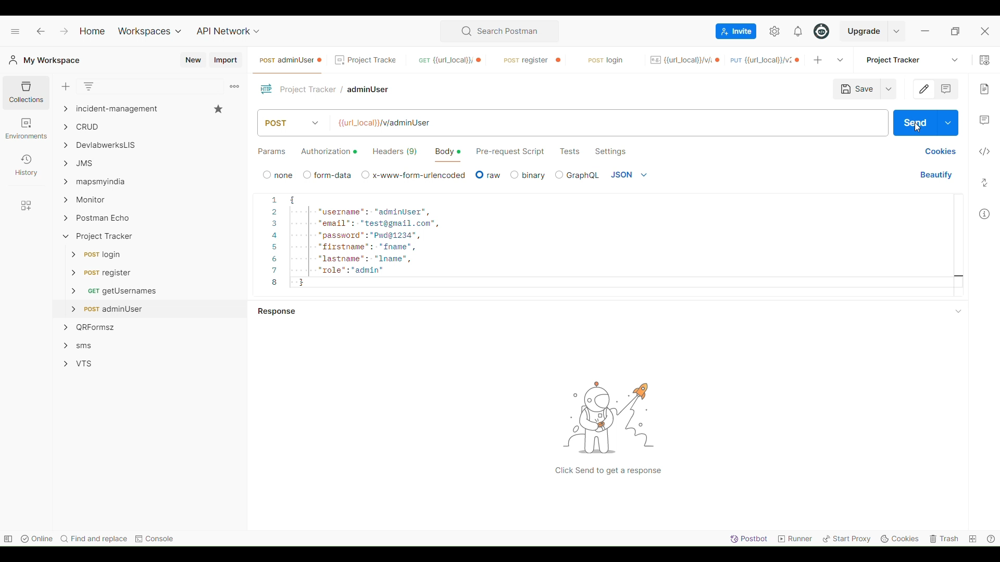 Home Workspaces API Network Search Postman Invite Upgrade
My Workspace New Import POST adminUser Project Tracke GET {{url_local}}/ POST register POST login e.g. {{url_local}}/v/ PUT {{url_local}}/v2 Project Tracker
Collections
Environments
History
incident-management
CRUD
DevlabwerksLIS
JMS
mapsmyindia
Monitor
Postman Echo
Project Tracker
POST login
POST register
GET getUsernames
POST adminUser
QRFormsz
sms
VTS
HTTP Project Tracker / adminUser Save
POST {{url_local}}/v/adminUser Send
Params Authorization Headers (9) Body Pre-request Script Tests Settings Cookies
none form-data x-www-form-urlencoded raw binary GraphQL JSON Beautify
1 {
2 "username": "adminUser",
3 "email": "test@gmail.com",
4 "password":"Pwd@1234",
5 "firstname": "fname",
6 "lastname": "lname",
7 "role":"admin"
8 }
Response
Click Send to get a response
Online Find and replace Console Postbot Runner Start Proxy Cookies Trash